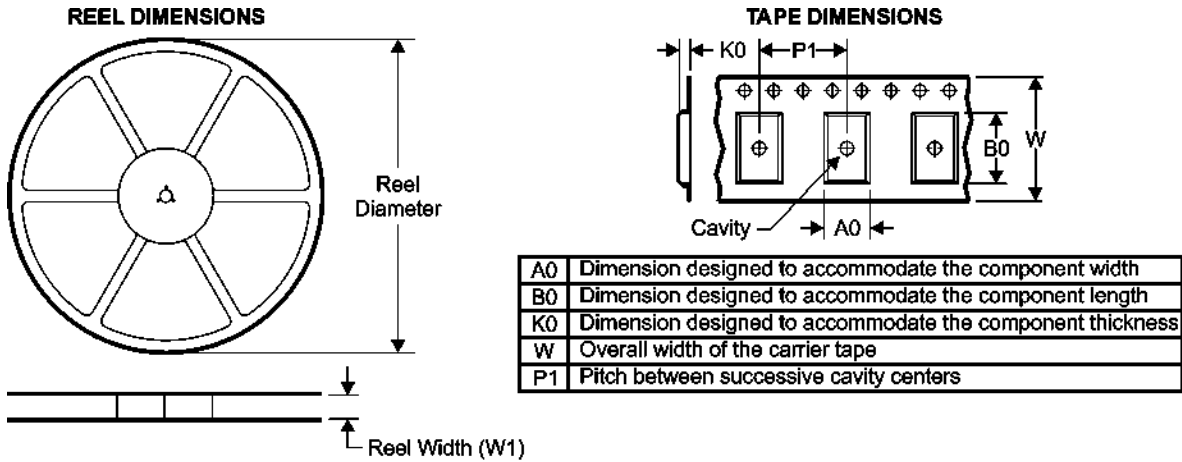 REEL DIMENSIONS
Reel
Diameter
Reel Width (W1)
TAPE DIMENSIONS
K0
P1
B0
W
Cavity
A0
A0 Dimension designed to accommodate the component width
B0 Dimension designed to accommodate the component length
K0 Dimension designed to accommodate the component thickness
W Overall width of the carrier tape
P1 Pitch between successive cavity centers